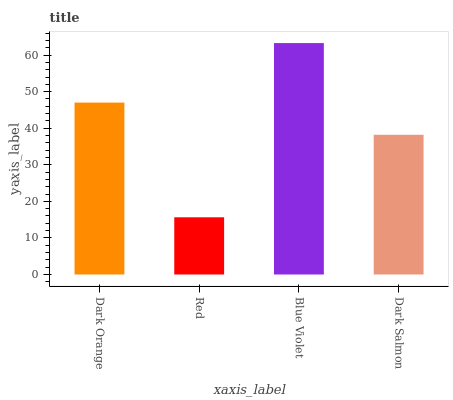 title
yaxis_label
60
50
40
30
20
10
0
Dark Orange
Red
Blue Violet
Dark Salmon
xaxis_label